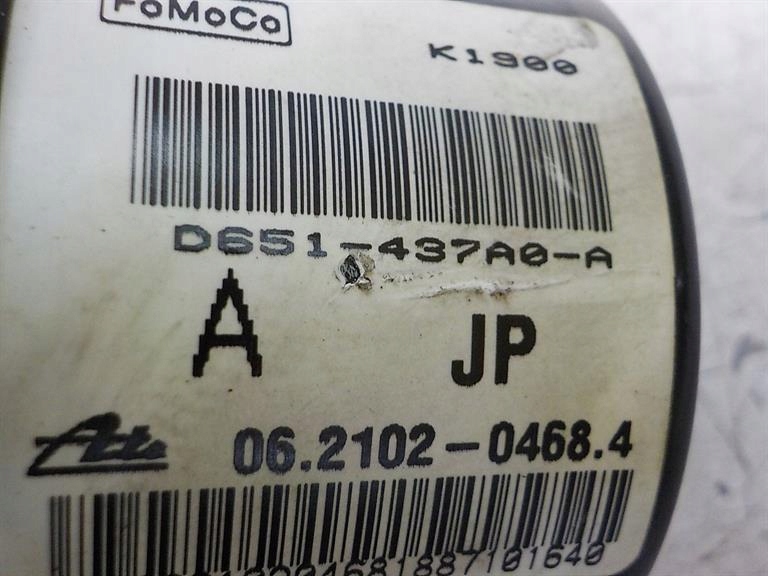 FoMoCo
K1900
D651-437A0-A
A JP
Ate 06.2102-0468.4